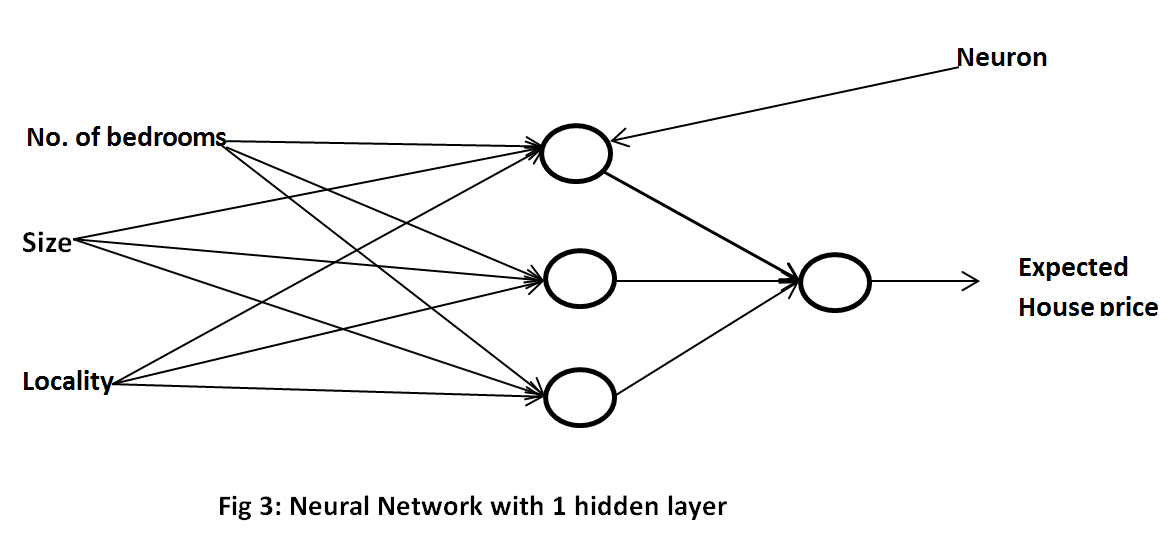 Neuron
No. of bedrooms
Size
Expected
House price
Locality
Fig 3: Neural Network with 1 hidden layer